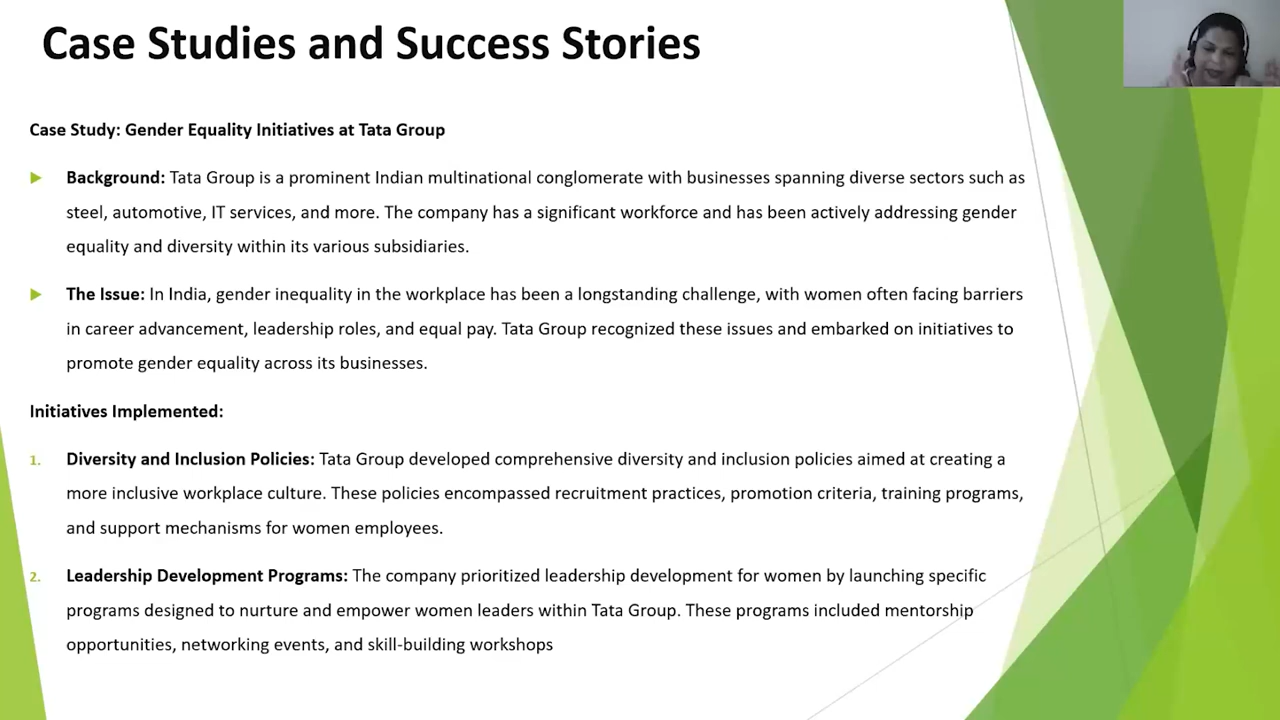 Case Studies and Success Stories
Case Study: Gender Equality Initiatives at Tata Group
Background: Tata Group is a prominent Indian multinational conglomerate with businesses spanning diverse sectors such as
steel, automotive, IT services, and more. The company has a significant workforce and has been actively addressing gender
equality and diversity within its various subsidiaries.
The Issue: In India, gender inequality in the workplace has been a longstanding challenge, with women often facing barriers
in career advancement, leadership roles, and equal pay. Tata Group recognized these issues and embarked on initiatives to
promote gender equality across its businesses.
Initiatives Implemented:
1. Diversity and Inclusion Policies: Tata Group developed comprehensive diversity and inclusion policies aimed at creating a
more inclusive workplace culture. These policies encompassed recruitment practices, promotion criteria, training programs,
and support mechanisms for women employees.
2. Leadership Development Programs: The company prioritized leadership development for women by launching specific
programs designed to nurture and empower women leaders within Tata Group. These programs included mentorship
opportunities, networking events, and skill-building workshops